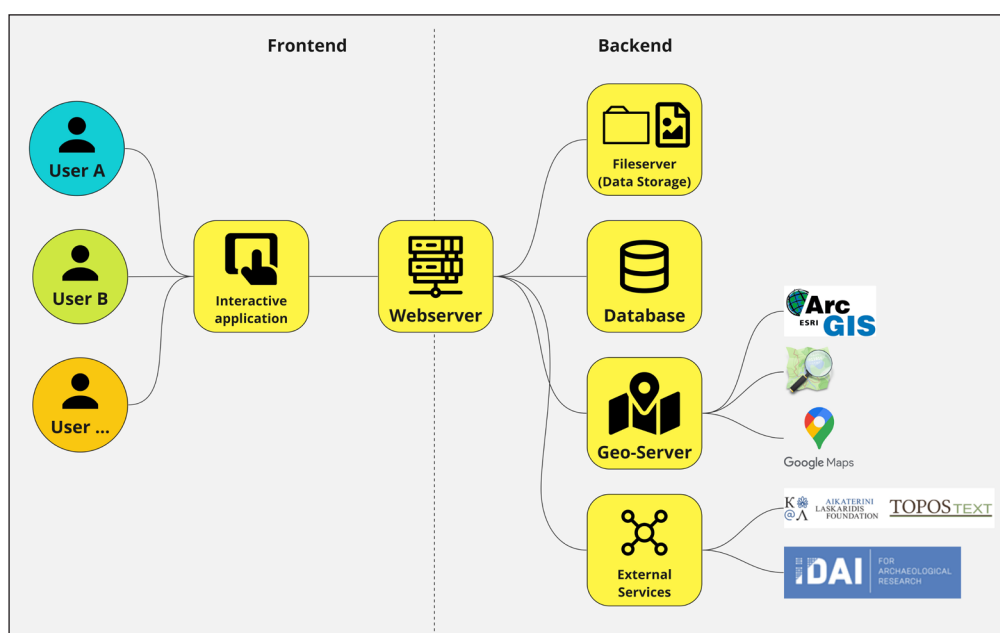 Frontend
Backend
User A
User B
User ...
Interactive
application
Webserver
Fileserver
(Data Storage)
Database
Geo-Server
External
Services
Arc
ESRI GIS
Google Maps
K
@ Λ
AIKATERINI
LASKARIDIS
FOUNDATION
TOPOS TEXT
iDAI
FOR
ARCHAEOLOGICAL
RESEARCH